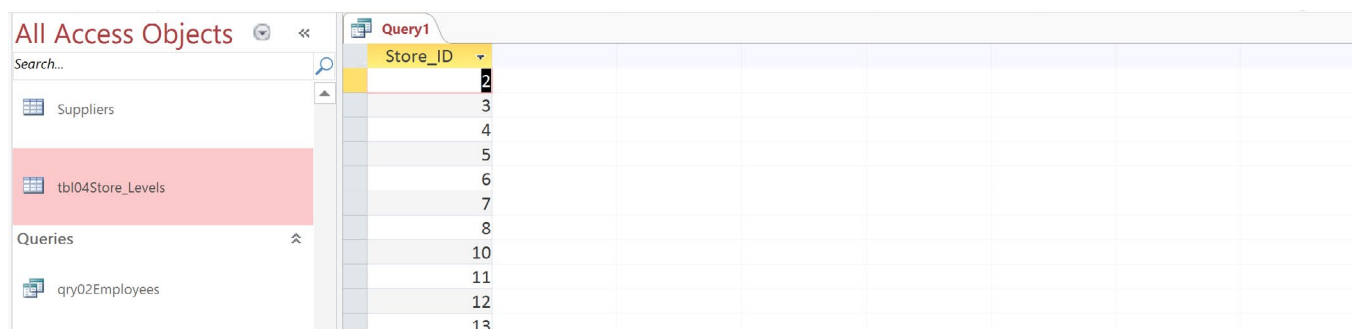 All Access Objects «
Search...
Suppliers
tbl04Store_Levels
Queries
qry02Employees
Query1
Store_ID
2
3
4
5
6
7
8
10
11
12
13